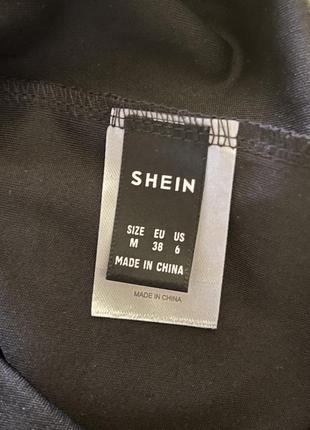 SHEIN
SIZE EU US
M 38 6
MADE IN CHINA
MADE IN CHINA